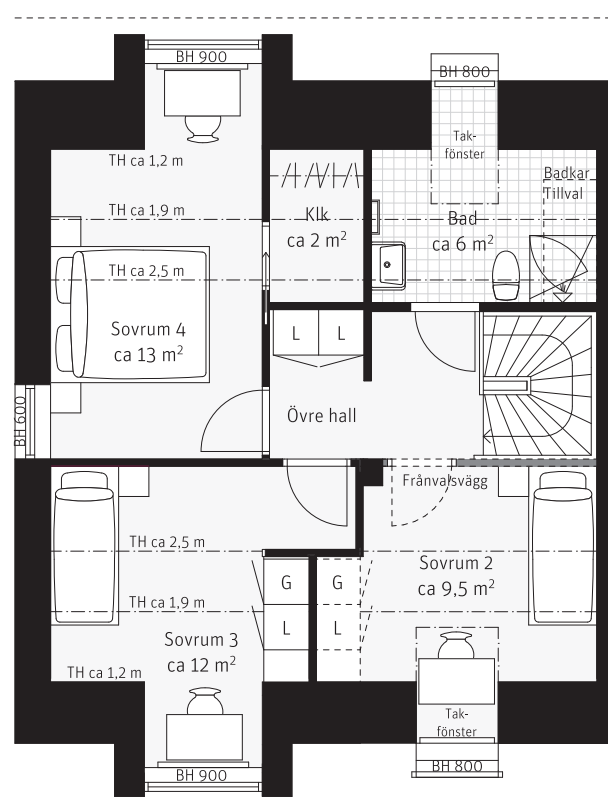 BH 900
BH 800
Tak-
fönster
TH ca 1,2 m
Badkar
Tillval
TH ca 1,9 m
Klk
ca 2 m²
Bad
ca 6 m²
TH ca 2,5 m
Sovrum 4
ca 13 m²
L
L
BH 600
Övre hall
Frånvalsvägg
TH ca 2,5 m
Sovrum 2
ca 9,5 m²
G
G
TH ca 1,9 m
L
L
Sovrum 3
ca 12 m²
TH ca 1,2 m
Tak-
fönster
BH 900
BH 800